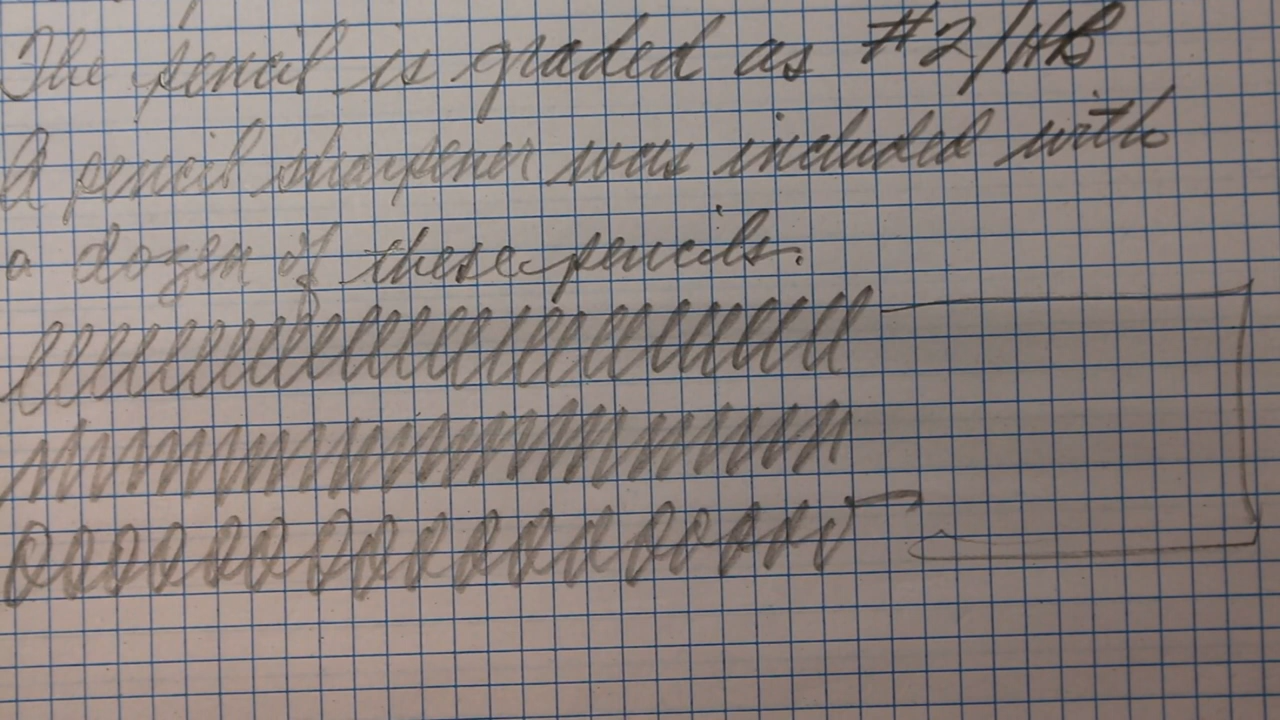 The pencil is graded as #2/HB
A pencil sharpener was included with
a dozen of these pencils.